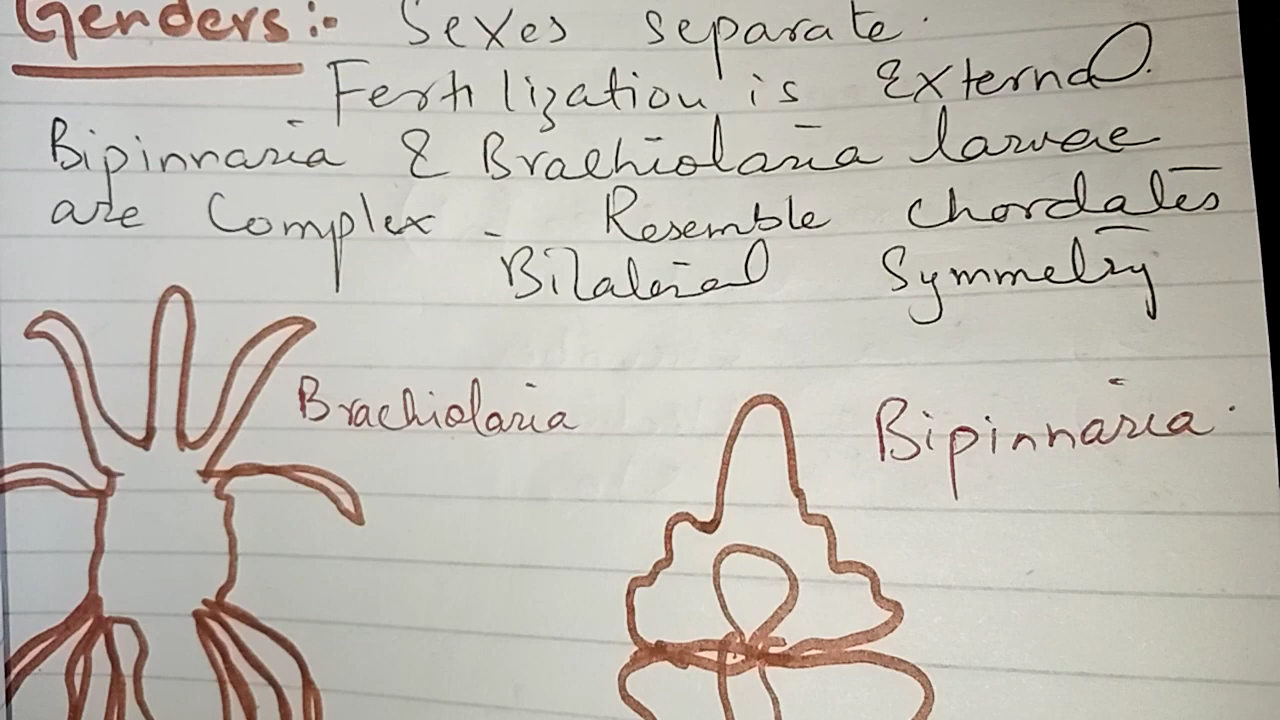 Genders:- Sexes separate.
Fertilization is External.
Bipinnaria & Brachiolaria larvae
are Complex - Resemble chordates
Bilateral Symmetry
Brachiolaria
Bipinnaria.